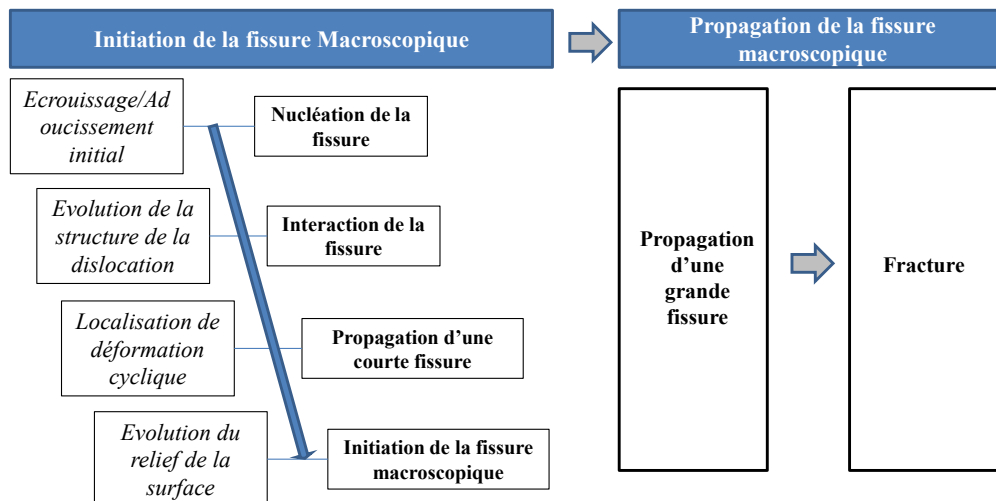 Initiation de la fissure Macroscopique
Propagation de la fissure
macroscopique
Ecrouissage/Ad
oucissement
initial
Nucléation de la
fissure
Evolution de la
structure de la
dislocation
Interaction de la
fissure
Localisation de
déformation
cyclique
Propagation d’une
courte fissure
Evolution du
relief de la
surface
Initiation de la fissure
macroscopique
Propagation
d’une
grande
fissure
Fracture